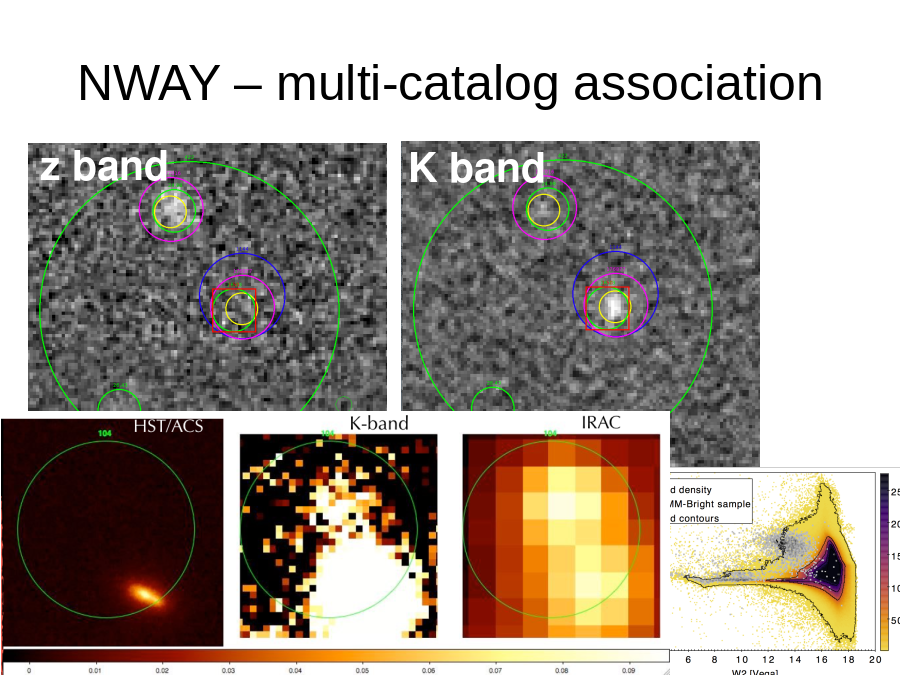 NWAY – multi-catalog association
z band
K band
HST/ACS
K-band
IRAC
104
104
104
d density
MM-Bright sample
d contours
25
20
15
10
50
6 8 10 12 14 16 18 20
W2 [Vega]
0 0.01 0.02 0.03 0.04 0.05 0.06 0.07 0.08 0.09